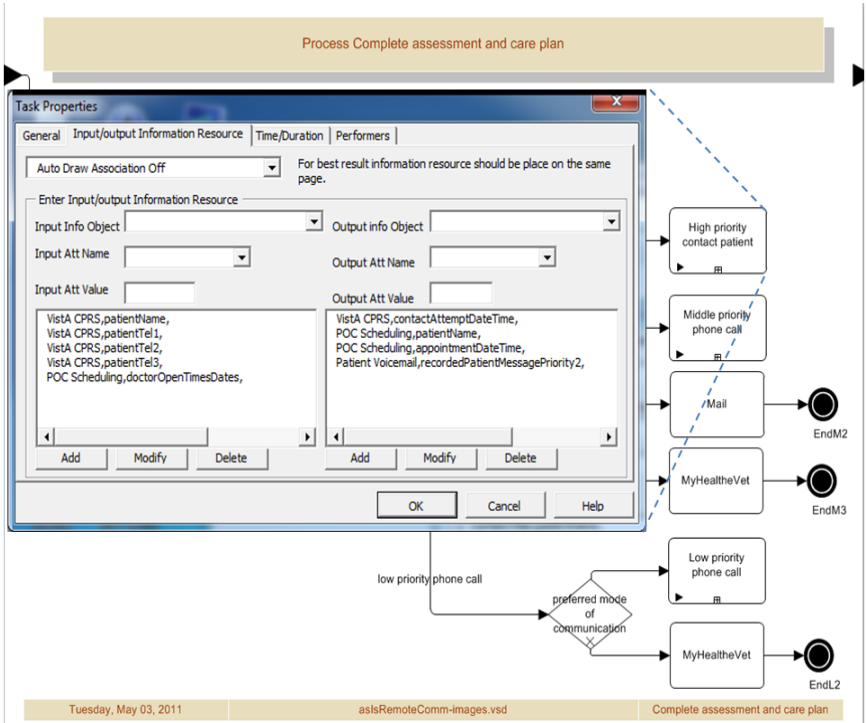 Process Complete assessment and care plan
Task Properties
General
Input/output Information Resource
Time/Duration
Performers
Auto Draw Association Off
For best result information resource should be place on the same
page.
Enter Input/output Information Resource
Input Info Object
Output info Object
Input Att Name
Output Att Name
Input Att Value
Output Att Value
VistA CPRS,patientName,
VistA CPRS,patientTel1,
VistA CPRS,patientTel2,
VistA CPRS,patientTel3,
POC Scheduling,doctorOpenTimesDates,
VistA CPRS,contactAttemptDateTime,
POC Scheduling,patientName,
POC Scheduling,appointmentDateTime,
Patient Voicemail,recordedPatientMessagePriority2,
Add
Modify
Delete
Add
Modify
Delete
OK
Cancel
Help
High priority
contact patient
Middle priority
phone call
Mail
EndM2
MyHealtheVet
EndM3
low priority phone call
preferred mode
of
communication
Low priority
phone call
MyHealtheVet
EndL2
Tuesday, May 03, 2011
asIsRemoteComm-images.vsd
Complete assessment and care plan